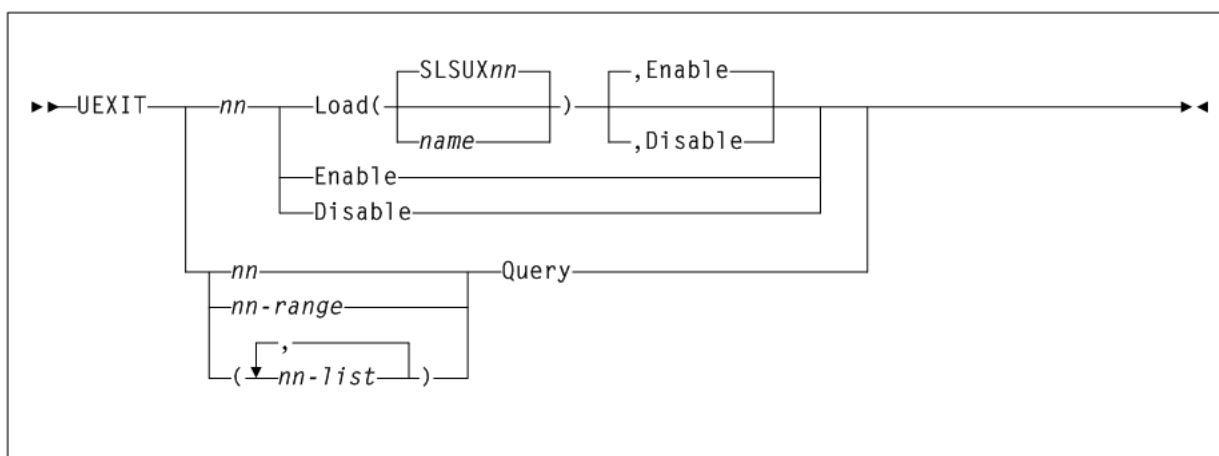 SLSUXnn ,Enable
UEXIT nn Load( )
name ,Disable
Enable
Disable
nn Query
nn-range
,
( nn-list )